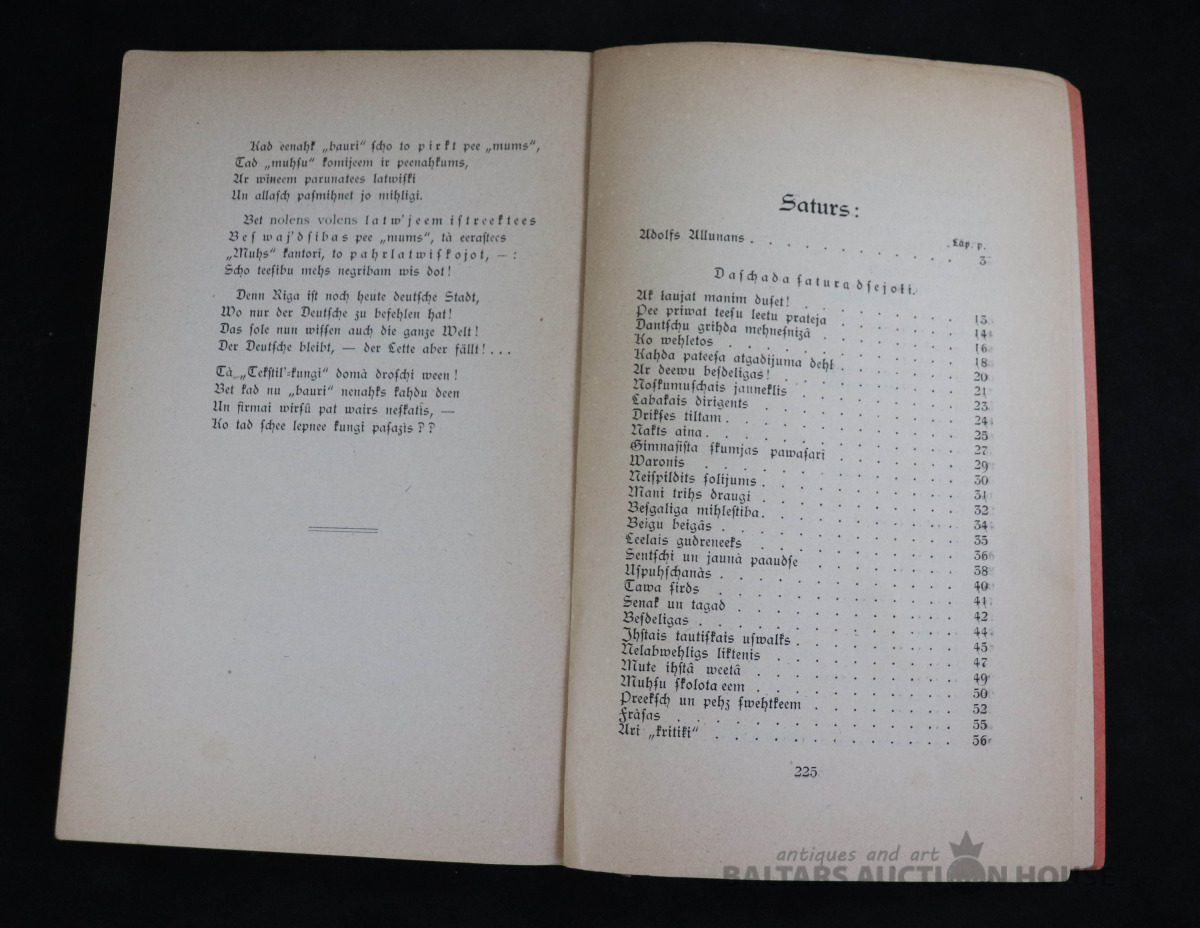 Kad eenahk „bauri“ ſcho to pirkt pee „mums“,
Tad „muhſu“ komijeem ir peenahkums,
Ar wineem parunatees latwiſki
Un allaſch paſmihnet jo mihligi.
Bet nolens volens latw'jeem iſtreektees
Beſ waj'dſibas pee „mums“, tà eeraſtees
„Muhs“ kantori, to pahrlatwiſkojot, — :
Scho teeſibu mehs negribam wis dot!
Denn Riga iſt noch heute deutſche Stadt,
Wo nur der Deutſche zu befehlen hat!
Das ſole nun wiſſen auch die ganze Welt!
Der Deutſche bleibt, — der Lette aber fällt! . . .
Tà „Tekſtil'-kungi“ domà droſchi ween!
Bet kad nu „bauri“ nenahks kahdu deen
Un firmai wirſû pat wairs neſkatis, —
Ko tad ſchee lepnee kungi paſazis??
Saturs:
Lap. p.
Adolfs Allunans . . . . . . . . . . . 3
Daſchada ſatura dſejoli.
Ak laujat manim duſet! . . . . . . . . . 13
Pee priwat teeſu leetu prateja . . . . . . . 14
Dantſchu grihda mehneſnizà . . . . . . . 16
Ko wehletos . . . . . . . . . . . 18
Kahda pateeſa atgadijuma dehl . . . . . . 20
Ar deewu beſdeligas! . . . . . . . . . 21
Noſkumuſchais jauneklis . . . . . . . . 23
Labakais dirigents . . . . . . . . . 24
Drikſes tiltam . . . . . . . . . . 25
Nakts aina . . . . . . . . . . . 27
Gimnaſiſta ſkumjas pawaſari . . . . . . . 29
Waronis . . . . . . . . . . . 30
Neiſpildits ſolijums . . . . . . . . . 31
Mani trihs draugi . . . . . . . . . 32
Beſgaliga mihleſtiba . . . . . . . . . 34
Beigu beigâs . . . . . . . . . . 35
Leelais gudreneeks . . . . . . . . . 36
Sentſchi un jaunà paaudſe . . . . . . . 38
Uſpuhſchanàs . . . . . . . . . . 40
Tawa ſirds . . . . . . . . . . . 41
Senak un tagad . . . . . . . . . . 42
Beſdeligas . . . . . . . . . . . 44
Ihſtais tautiſkais uſwalks . . . . . . . . 45
Nelabwehligs liktenis . . . . . . . . 47
Mute ihſtâ weetâ . . . . . . . . . 49
Muhſu ſkolota eem . . . . . . . . . 50
Preekſch un pehz ſwehtkeem . . . . . . . 52
Fràſas . . . . . . . . . . . . 55
Ari „kritiki“ . . . . . . . . . . 56
225
antiques and art
BALTARS AUCTION HOUSE